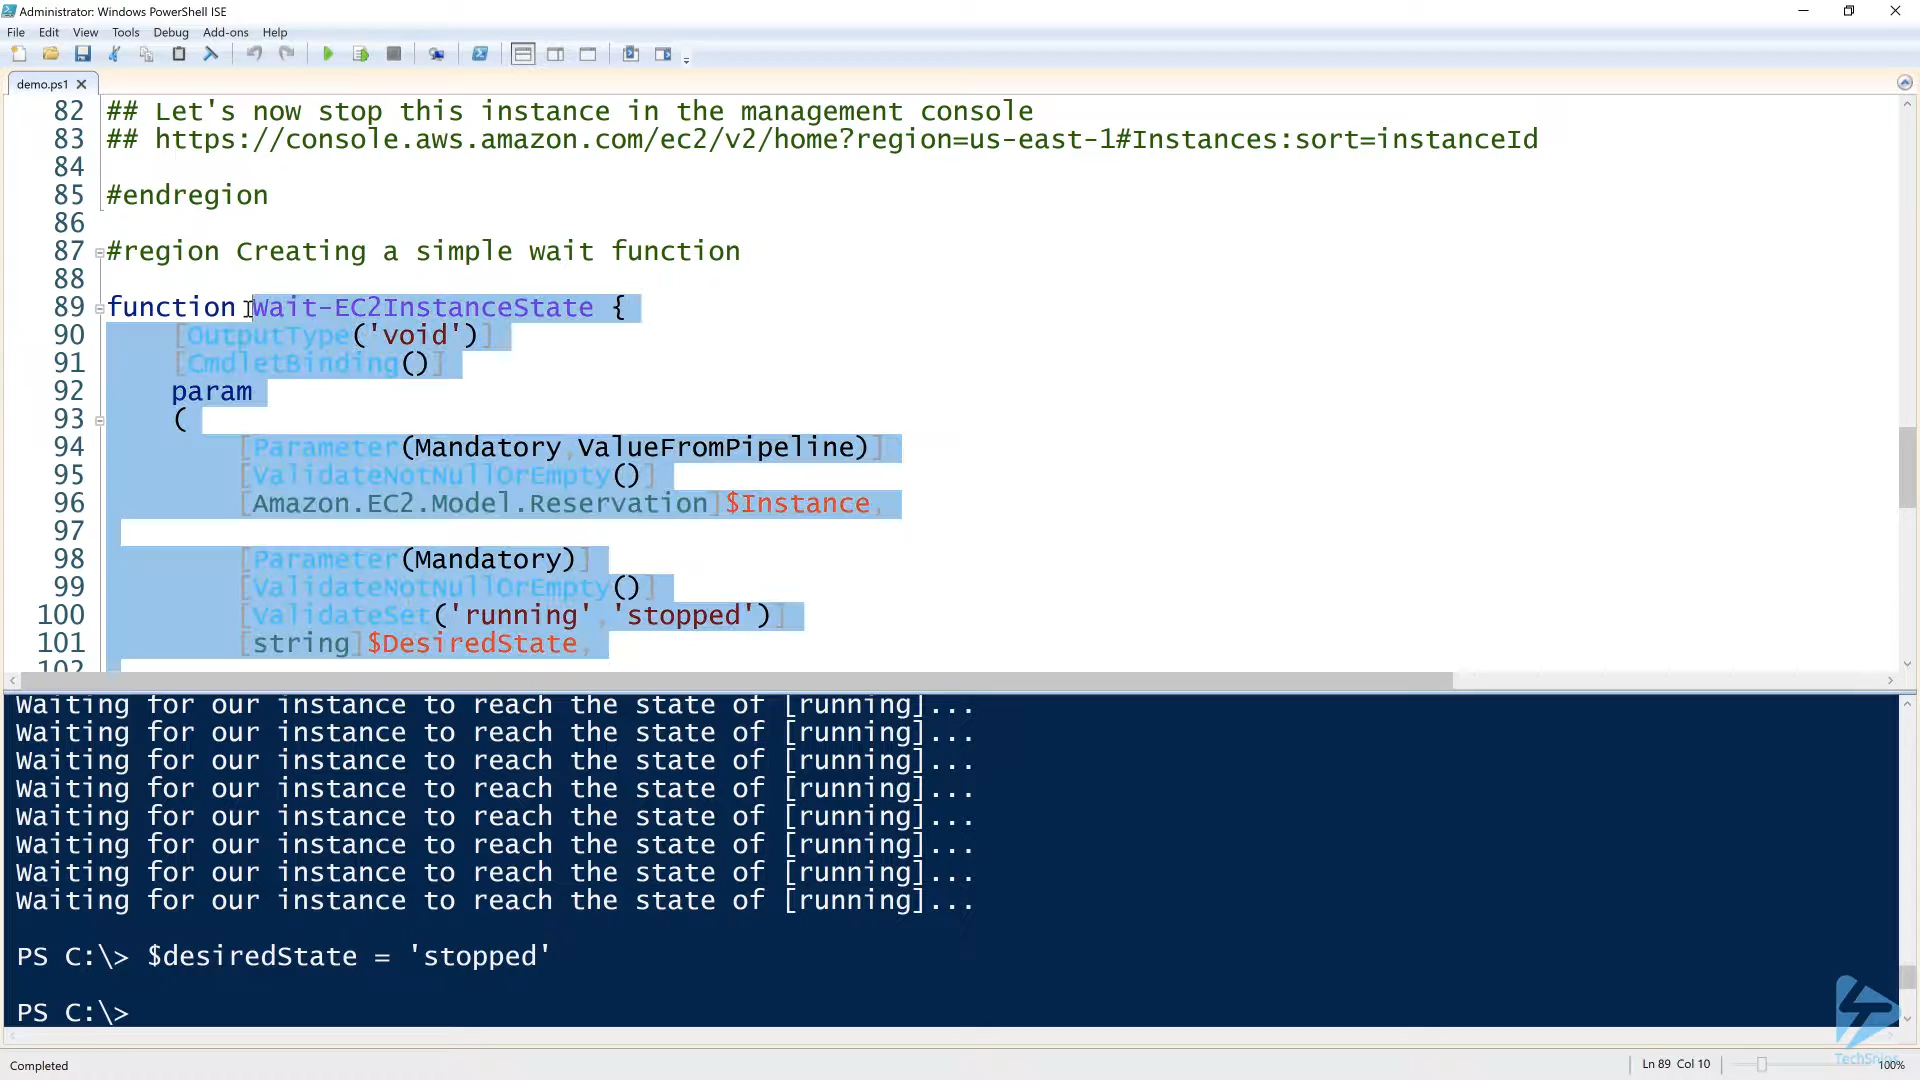 Administrator: Windows PowerShell ISE
File Edit View Tools Debug Add-ons Help
demo.ps1
82 ## Let's now stop this instance in the management console
83 ## https://console.aws.amazon.com/ec2/v2/home?region=us-east-1#Instances:sort=instanceId
84
85 #endregion
86
87 #region Creating a simple wait function
88
89 function Wait-EC2InstanceState {
90 [OutputType('void')]
91 [CmdletBinding()]
92 param
93 (
94 [Parameter(Mandatory,ValueFromPipeline)]
95 [ValidateNotNullOrEmpty()]
96 [Amazon.EC2.Model.Reservation]$Instance,
97
98 [Parameter(Mandatory)]
99 [ValidateNotNullOrEmpty()]
100 [ValidateSet('running','stopped')]
101 [string]$DesiredState,
102
Waiting for our instance to reach the state of [running]...
Waiting for our instance to reach the state of [running]...
Waiting for our instance to reach the state of [running]...
Waiting for our instance to reach the state of [running]...
Waiting for our instance to reach the state of [running]...
Waiting for our instance to reach the state of [running]...
Waiting for our instance to reach the state of [running]...
Waiting for our instance to reach the state of [running]...
PS C:\> $desiredState = 'stopped'
PS C:\>
TechSnips
Completed
Ln 89 Col 10
100%